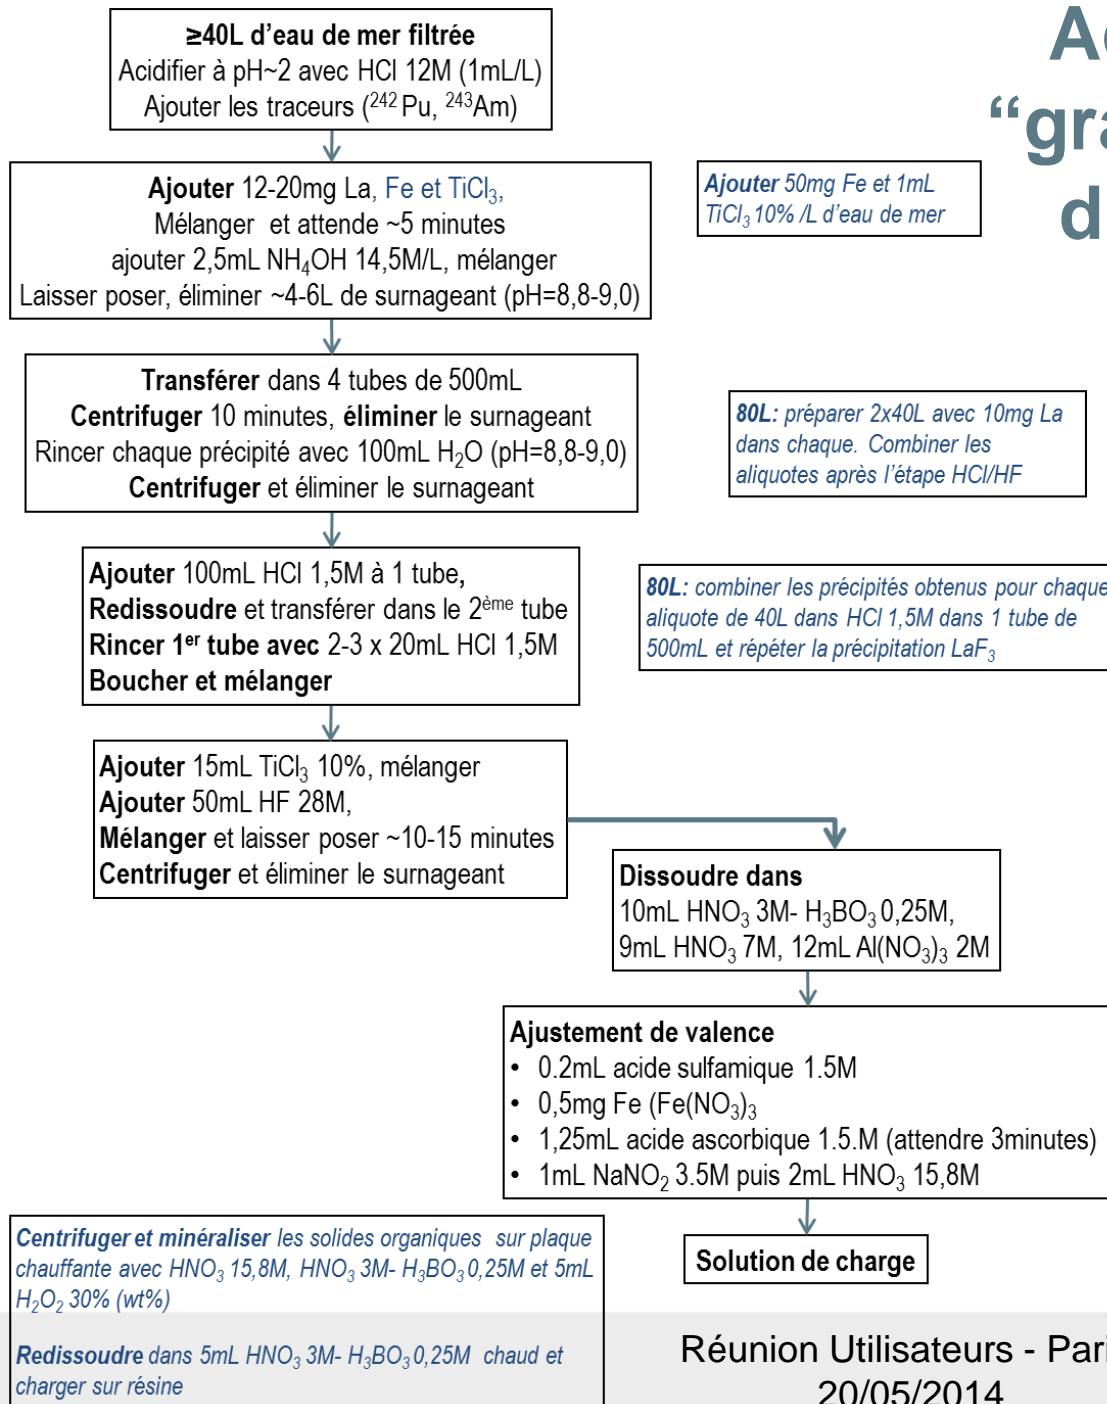 ≥40L d’eau de mer filtrée
Acidifier à pH~2 avec HCl 12M (1mL/L)
Ajouter les traceurs (²⁴²Pu, ²⁴³Am)
“gra
d
Ajouter 12-20mg La, Fe et TiCl₃,
Mélanger et attende ~5 minutes
ajouter 2,5mL NH₄OH 14,5M/L, mélanger
Laisser poser, éliminer ~4-6L de surnageant (pH=8,8-9,0)
Ajouter 50mg Fe et 1mL
TiCl₃ 10% /L d’eau de mer
Transférer dans 4 tubes de 500mL
Centrifuger 10 minutes, éliminer le surnageant
Rincer chaque précipité avec 100mL H₂O (pH=8,8-9,0)
Centrifuger et éliminer le surnageant
80L: préparer 2x40L avec 10mg La
dans chaque. Combiner les
aliquotes après l’étape HCl/HF
Ajouter 100mL HCl 1,5M à 1 tube,
Redissoudre et transférer dans le 2ᵉᵐᵉ tube
Rincer 1ᵉʳ tube avec 2-3 x 20mL HCl 1,5M
Boucher et mélanger
80L: combiner les précipités obtenus pour chaque
aliquote de 40L dans HCl 1,5M dans 1 tube de
500mL et répéter la précipitation LaF₃
Ajouter 15mL TiCl₃ 10%, mélanger
Ajouter 50mL HF 28M,
Mélanger et laisser poser ~10-15 minutes
Centrifuger et éliminer le surnageant
Dissoudre dans
10mL HNO₃ 3M- H₃BO₃ 0,25M,
9mL HNO₃ 7M, 12mL Al(NO₃)₃ 2M
Ajustement de valence
• 0.2mL acide sulfamique 1.5M
• 0,5mg Fe (Fe(NO₃)₃
• 1,25mL acide ascorbique 1.5.M (attendre 3minutes)
• 1mL NaNO₂ 3.5M puis 2mL HNO₃ 15,8M
Solution de charge
Centrifuger et minéraliser les solides organiques sur plaque
chauffante avec HNO₃ 15,8M, HNO₃ 3M- H₃BO₃ 0,25M et 5mL
H₂O₂ 30% (wt%)
Redissoudre dans 5mL HNO₃ 3M- H₃BO₃ 0,25M chaud et
charger sur résine
Réunion Utilisateurs - Pari
20/05/2014